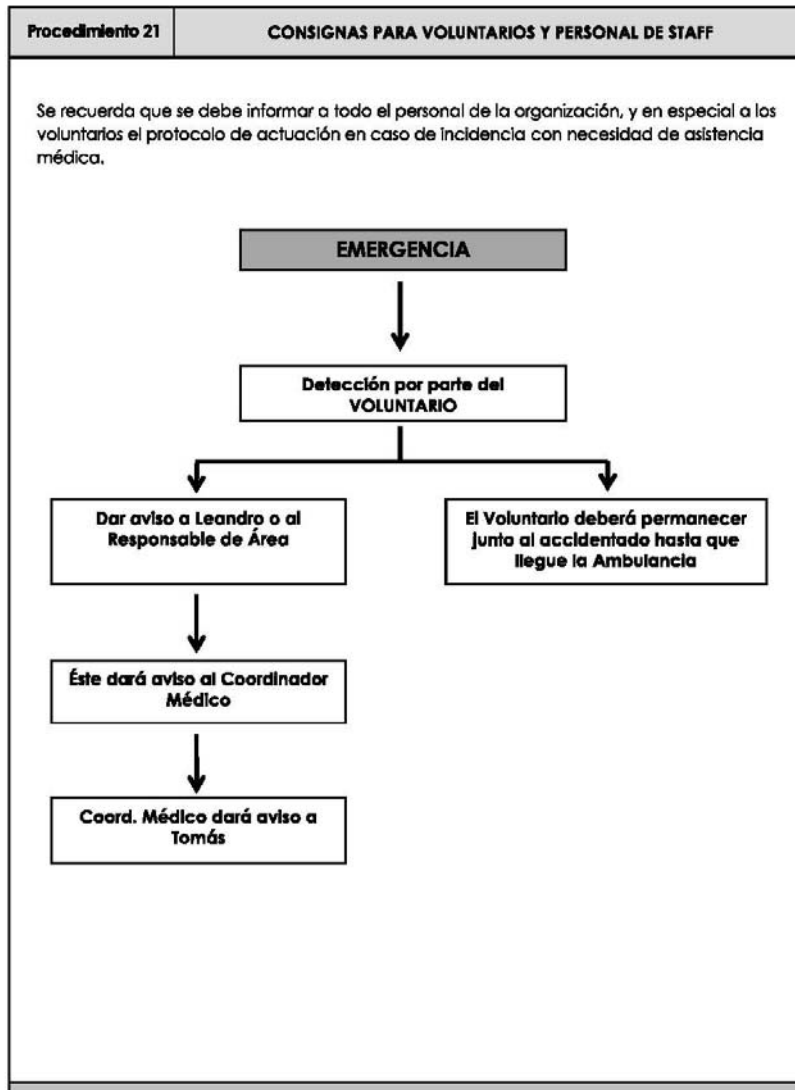 Procedimiento 21
CONSIGNAS PARA VOLUNTARIOS Y PERSONAL DE STAFF
Se recuerda que se debe informar a todo el personal de la organización, y en especial a los
voluntarios el protocolo de actuación en caso de incidencia con necesidad de asistencia
médica.
EMERGENCIA
Detección por parte del
VOLUNTARIO
Dar aviso a Leandro o al
Responsable de Área
El Voluntario deberá permanecer
junto al accidentado hasta que
llegue la Ambulancia
Éste dará aviso al Coordinador
Médico
Coord. Médico dará aviso a
Tomás